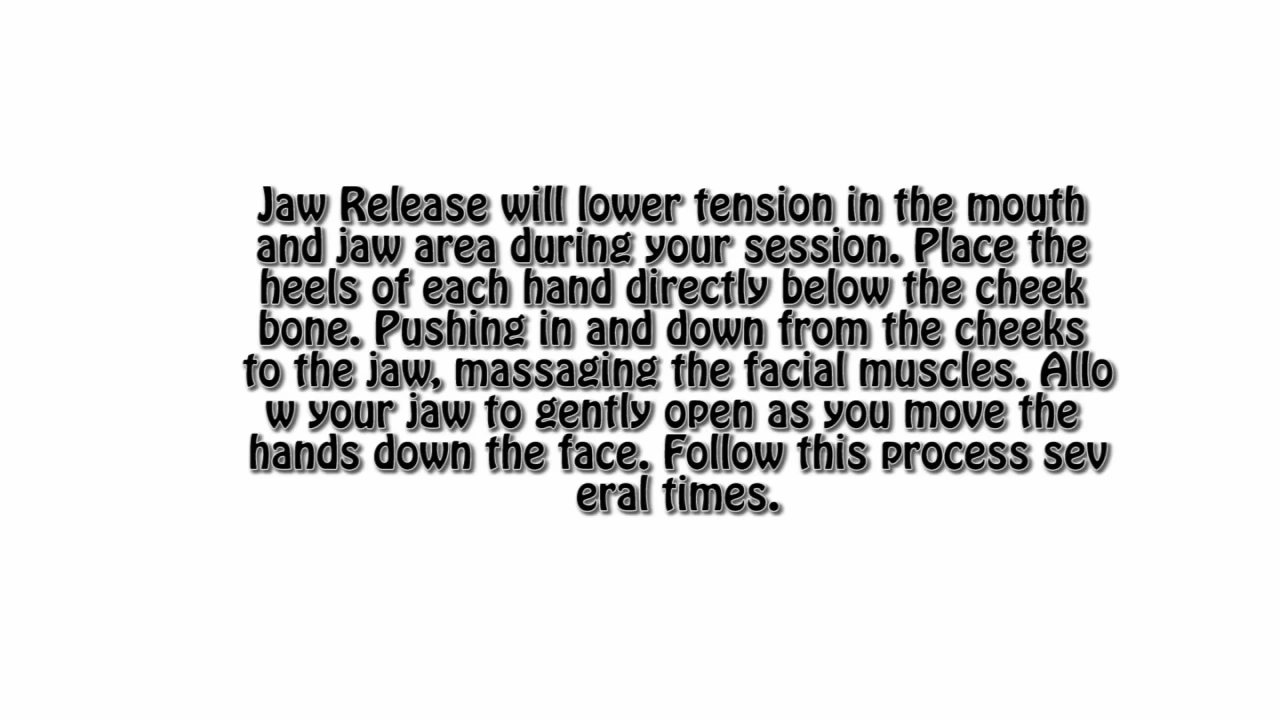 Jaw Release will lower tension in the mouth
and jaw area during your session. Place the
heels of each hand directly below the cheek
bone. Pushing in and down from the cheeks
to the jaw, massaging the facial muscles. Allo
w your jaw to gently open as you move the
hands down the face. Follow this process sev
eral times.